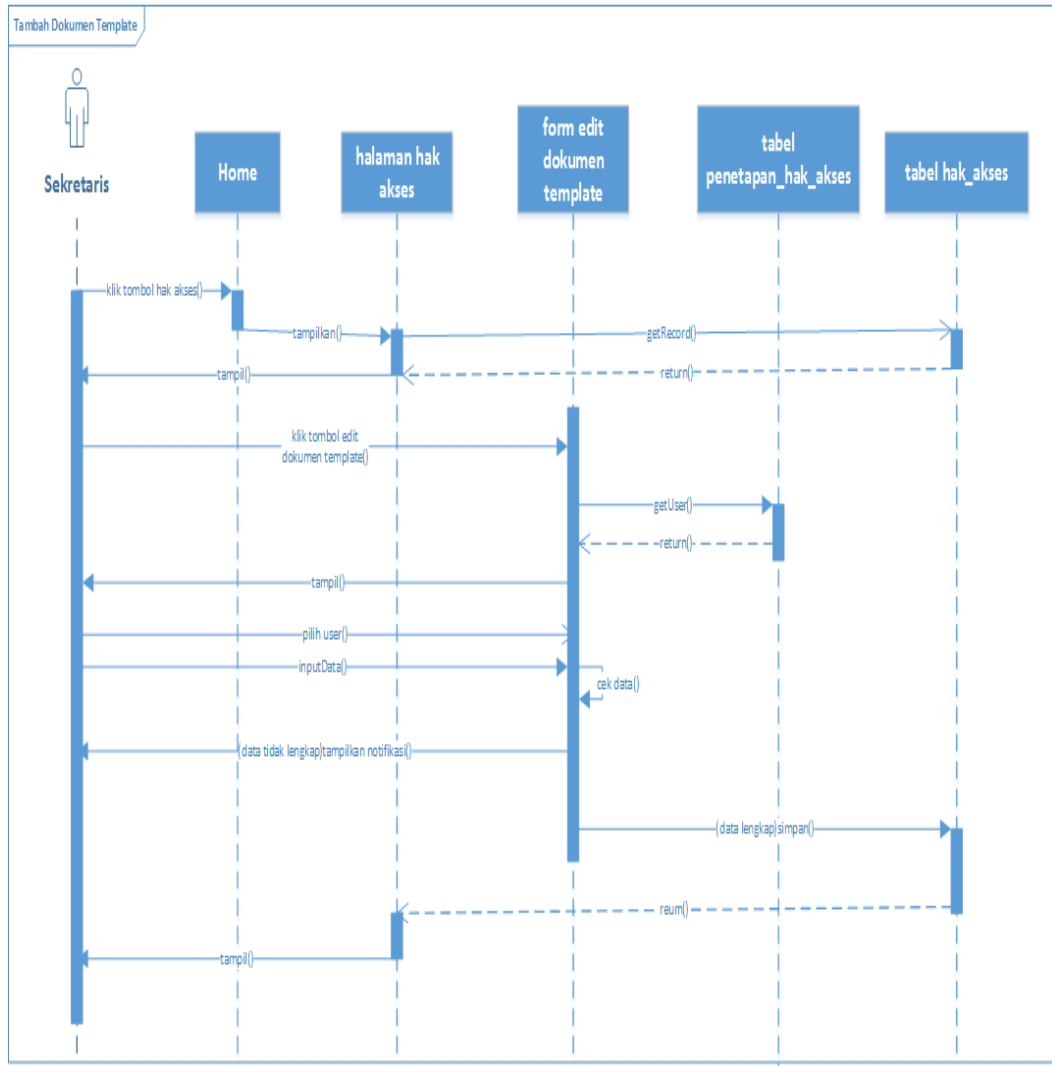 Tambah Dokumen Template
Sekretaris
Home
halaman hak
akses
form edit
dokumen
template
tabel
penetapan_hak_akses
tabel hak_akses
klik tombol hak akses()
tampilkan()
getRecord()
tampil()
return()
klik tombol edit
dokumen template()
getUser()
return()
tampil()
pilih user()
inputData()
cek data()
(data tidak lengkap)tampilkan notifikasi()
(data lengkap) simpan()
reum()
tampil()